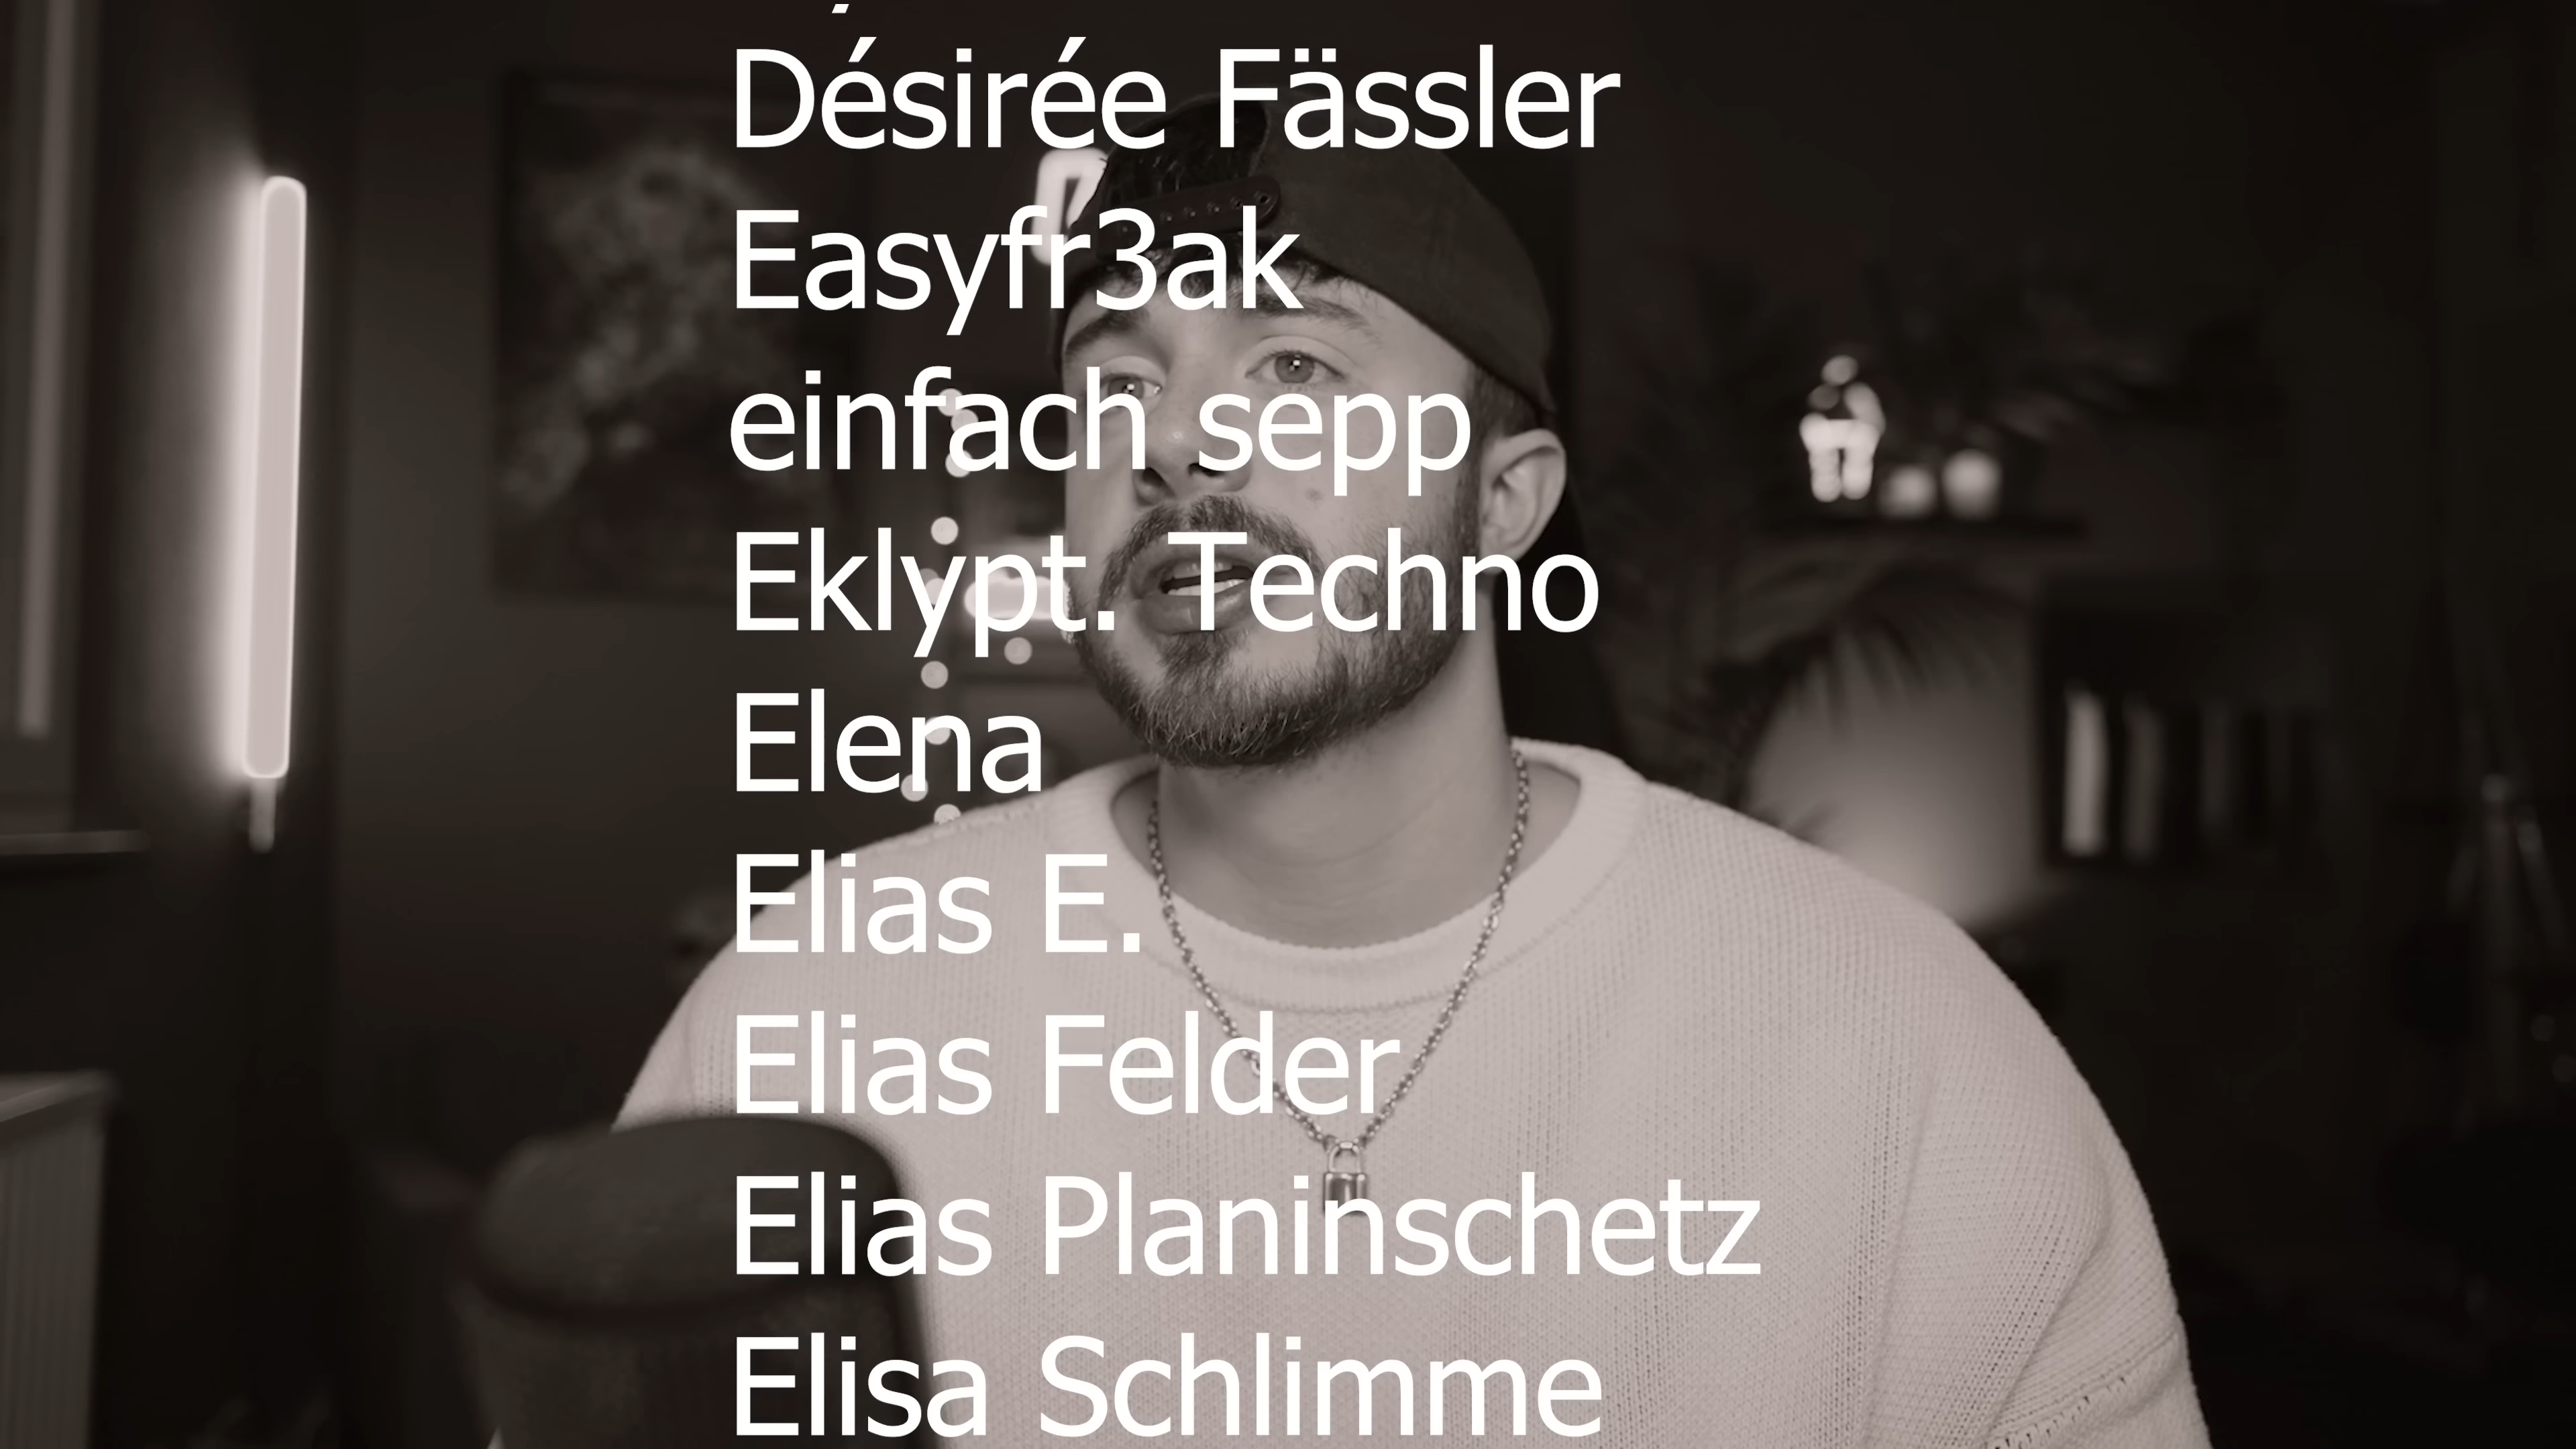 Désirée Fässler
Easyfr3ak
einfach sepp
Eklypt. Techno
Elena
Elias E.
Elias Felder
Elias Planinschetz
Elisa Schlimme